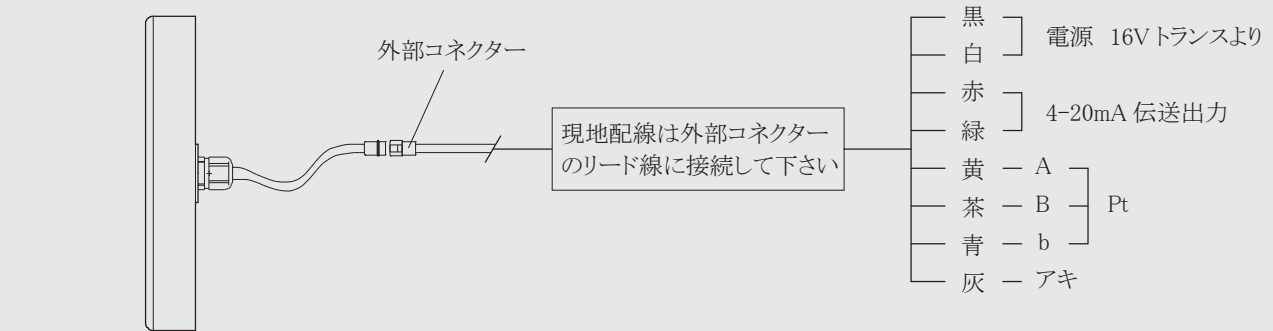 外部コネクター
現地配線は外部コネクター
のリード線に接続して下さい
黒
白
電源 16Vトランスより
赤
緑
4-20mA 伝送出力
黄 A
茶 B
青 b
Pt
灰 アキ